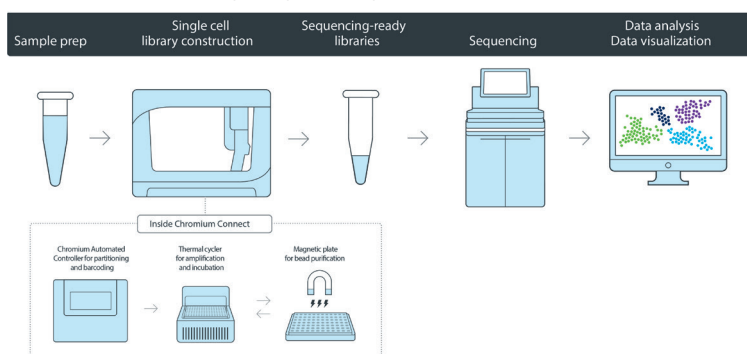 Sample prep
Single cell
library construction
Sequencing-ready
libraries
Sequencing
Data analysis
Data visualization
Inside Chromium Connect
Chromium Automated
Controller for partitioning
and barcoding
Thermal cycler
for amplification
and incubation
Magnetic plate
for bead purification